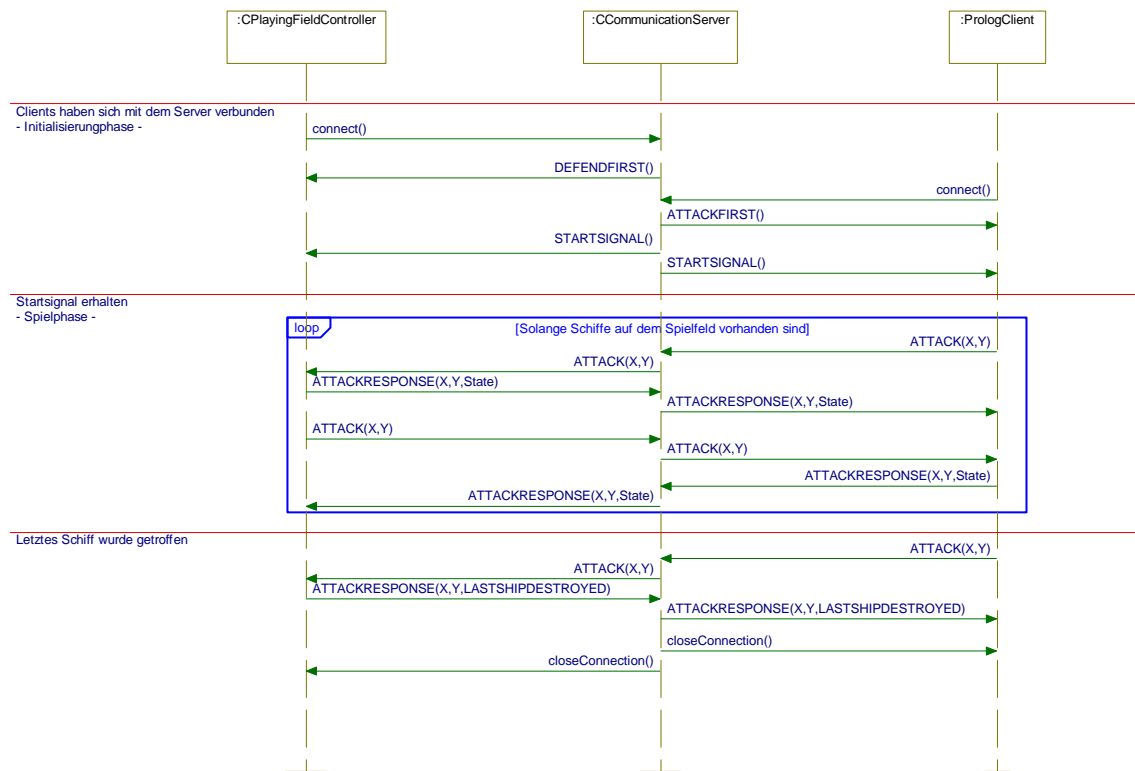 :CPlayingFieldController
:CCommunicationServer
:PrologClient
Clients haben sich mit dem Server verbunden
- Initialisierungphase -
connect()
DEFENDFIRST()
connect()
ATTACKFIRST()
STARTSIGNAL()
STARTSIGNAL()
Startsignal erhalten
- Spielphase -
loop
[Solange Schiffe auf dem Spielfeld vorhanden sind]
ATTACK(X,Y)
ATTACK(X,Y)
ATTACKRESPONSE(X,Y,State)
ATTACKRESPONSE(X,Y,State)
ATTACK(X,Y)
ATTACK(X,Y)
ATTACKRESPONSE(X,Y,State)
ATTACKRESPONSE(X,Y,State)
Letztes Schiff wurde getroffen
ATTACK(X,Y)
ATTACK(X,Y)
ATTACKRESPONSE(X,Y,LASTSHIPDESTROYED)
ATTACKRESPONSE(X,Y,LASTSHIPDESTROYED)
closeConnection()
closeConnection()